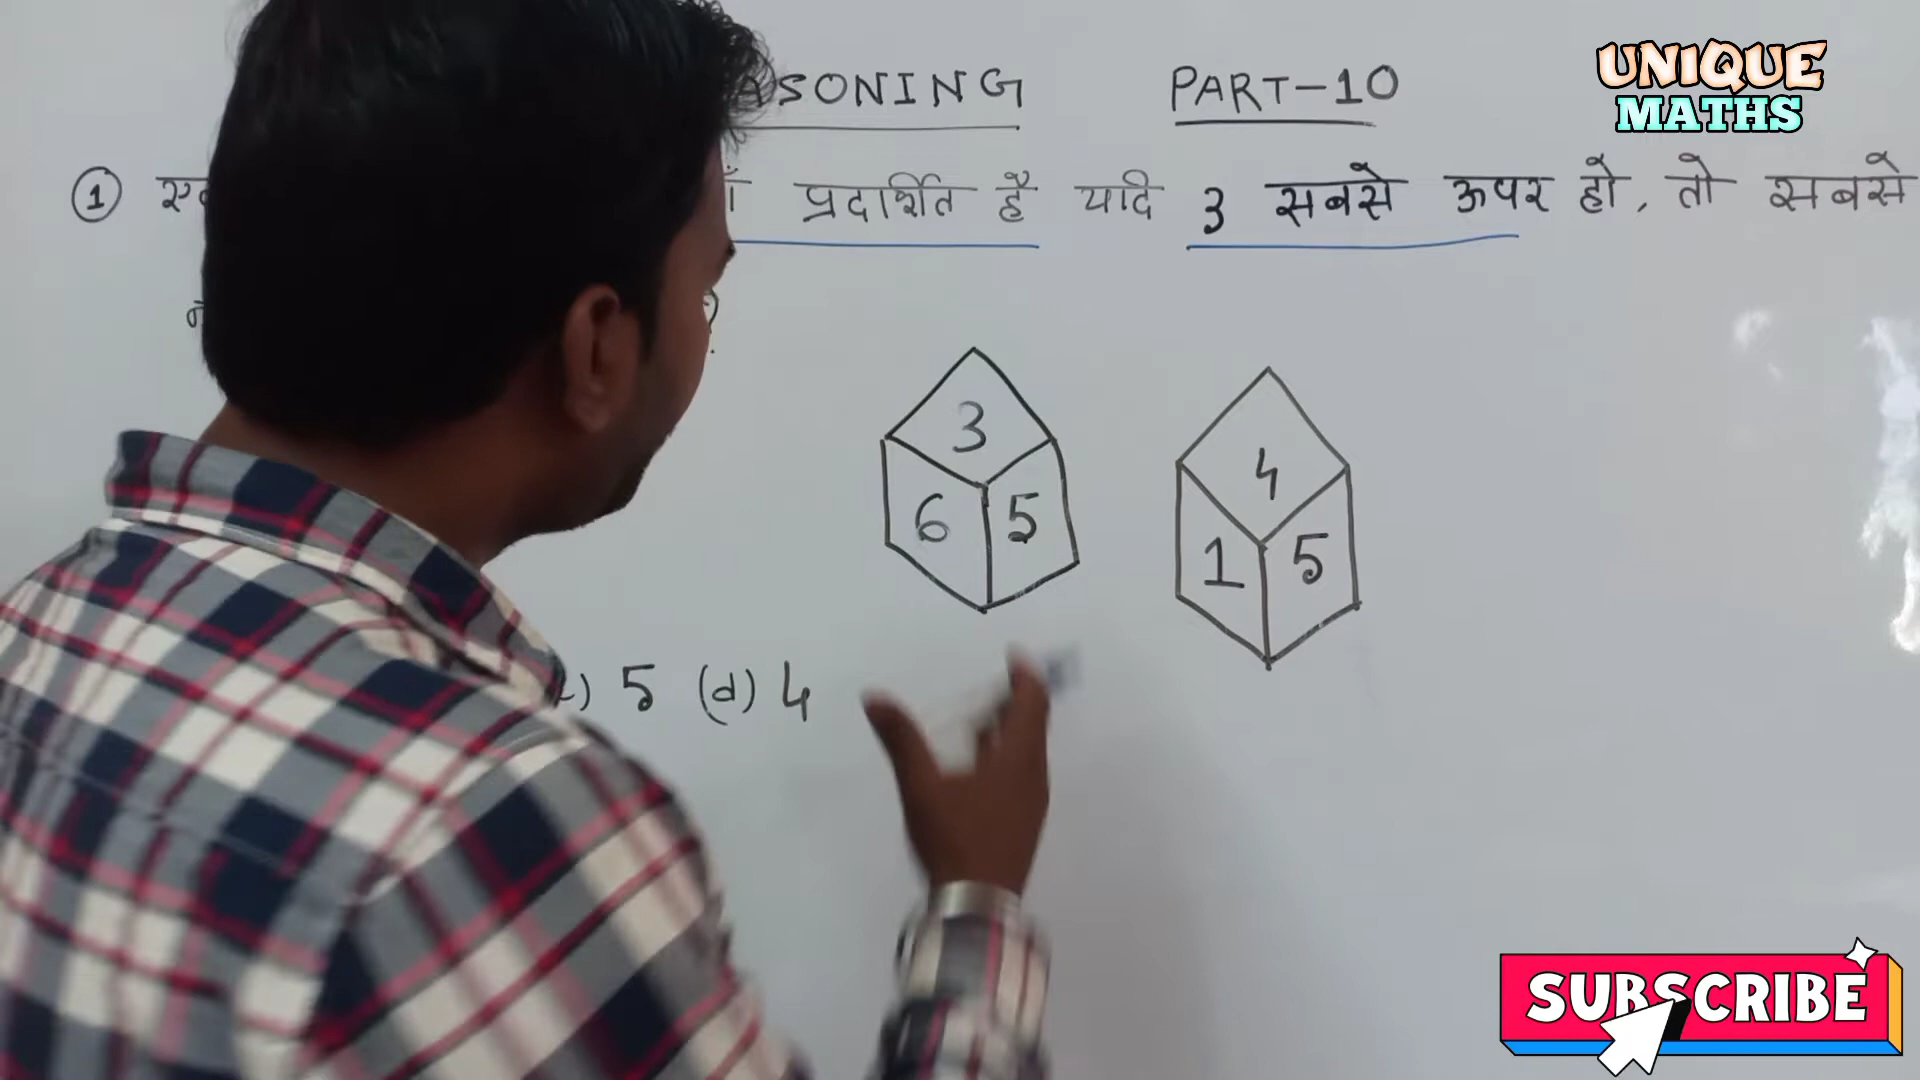 ASONING PART-10
UNIQUE
MATHS
① प्रदर्शित है यदि 3 सबसे ऊपर हो, तो सबसे
?
3
6 5
4
1 5
5 (d) 4
SUBSCRIBE